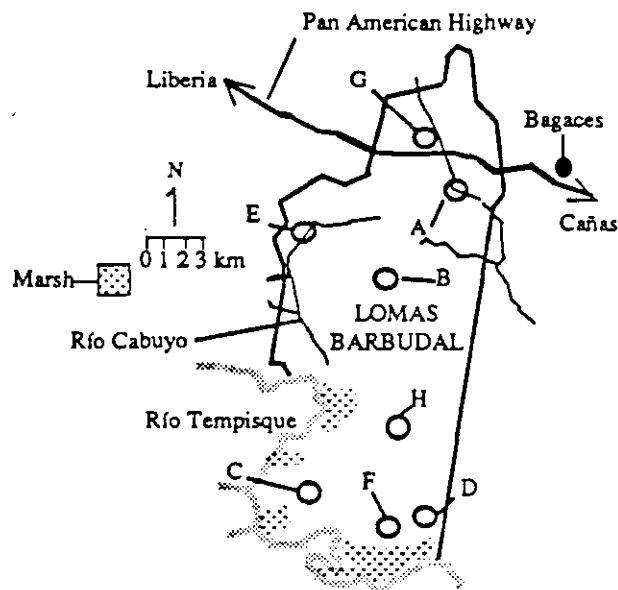 Pan American Highway
Liberia
G
Bagaces
N
E
A
Cañas
0 1 2 3 km
Marsh
B
LOMAS
BARBUDAL
Río Cabuyo
H
Río Tempisque
C
F
D